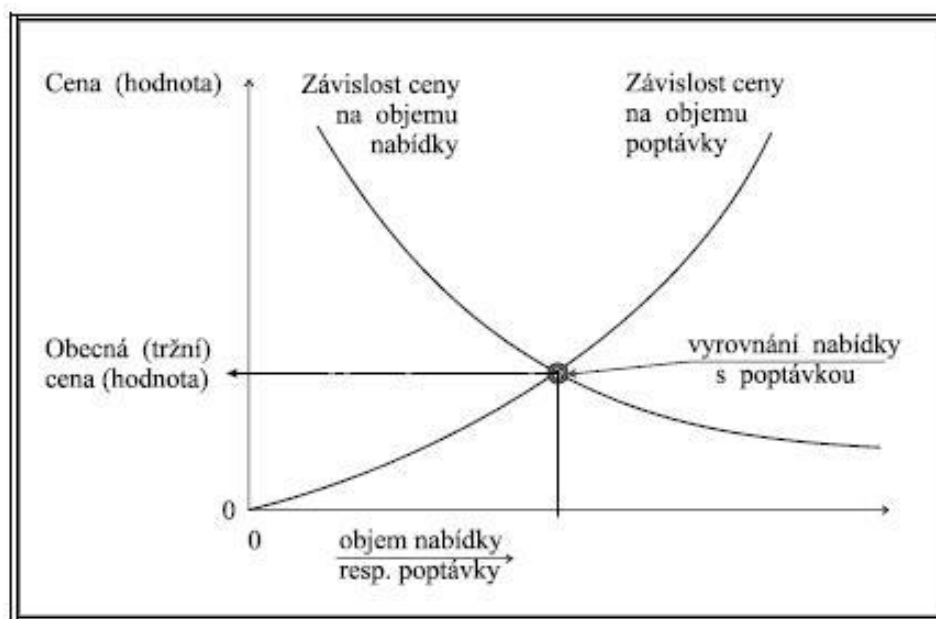 Cena (hodnota)
Závislost ceny
na objemu
nabídky
Závislost ceny
na objemu
poptávky
Obecná (tržní)
cena (hodnota)
vyrovnání nabídky
s poptávkou
0
0
objem nabídky
resp. poptávky